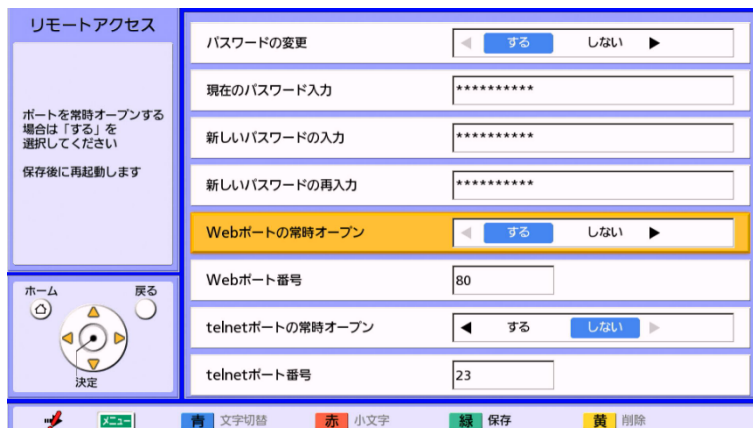 リモートアクセス
ポートを常時オープンする
場合は「する」を
選択してください
保存後に再起動します
パスワードの変更 する しない
現在のパスワード入力 **********
新しいパスワードの入力 **********
新しいパスワードの再入力 **********
Webポートの常時オープン する しない
Webポート番号 80
telnetポートの常時オープン する しない
telnetポート番号 23
ホーム 戻る
決定
メニュー 青 文字切替 赤 小文字 緑 保存 黄 削除